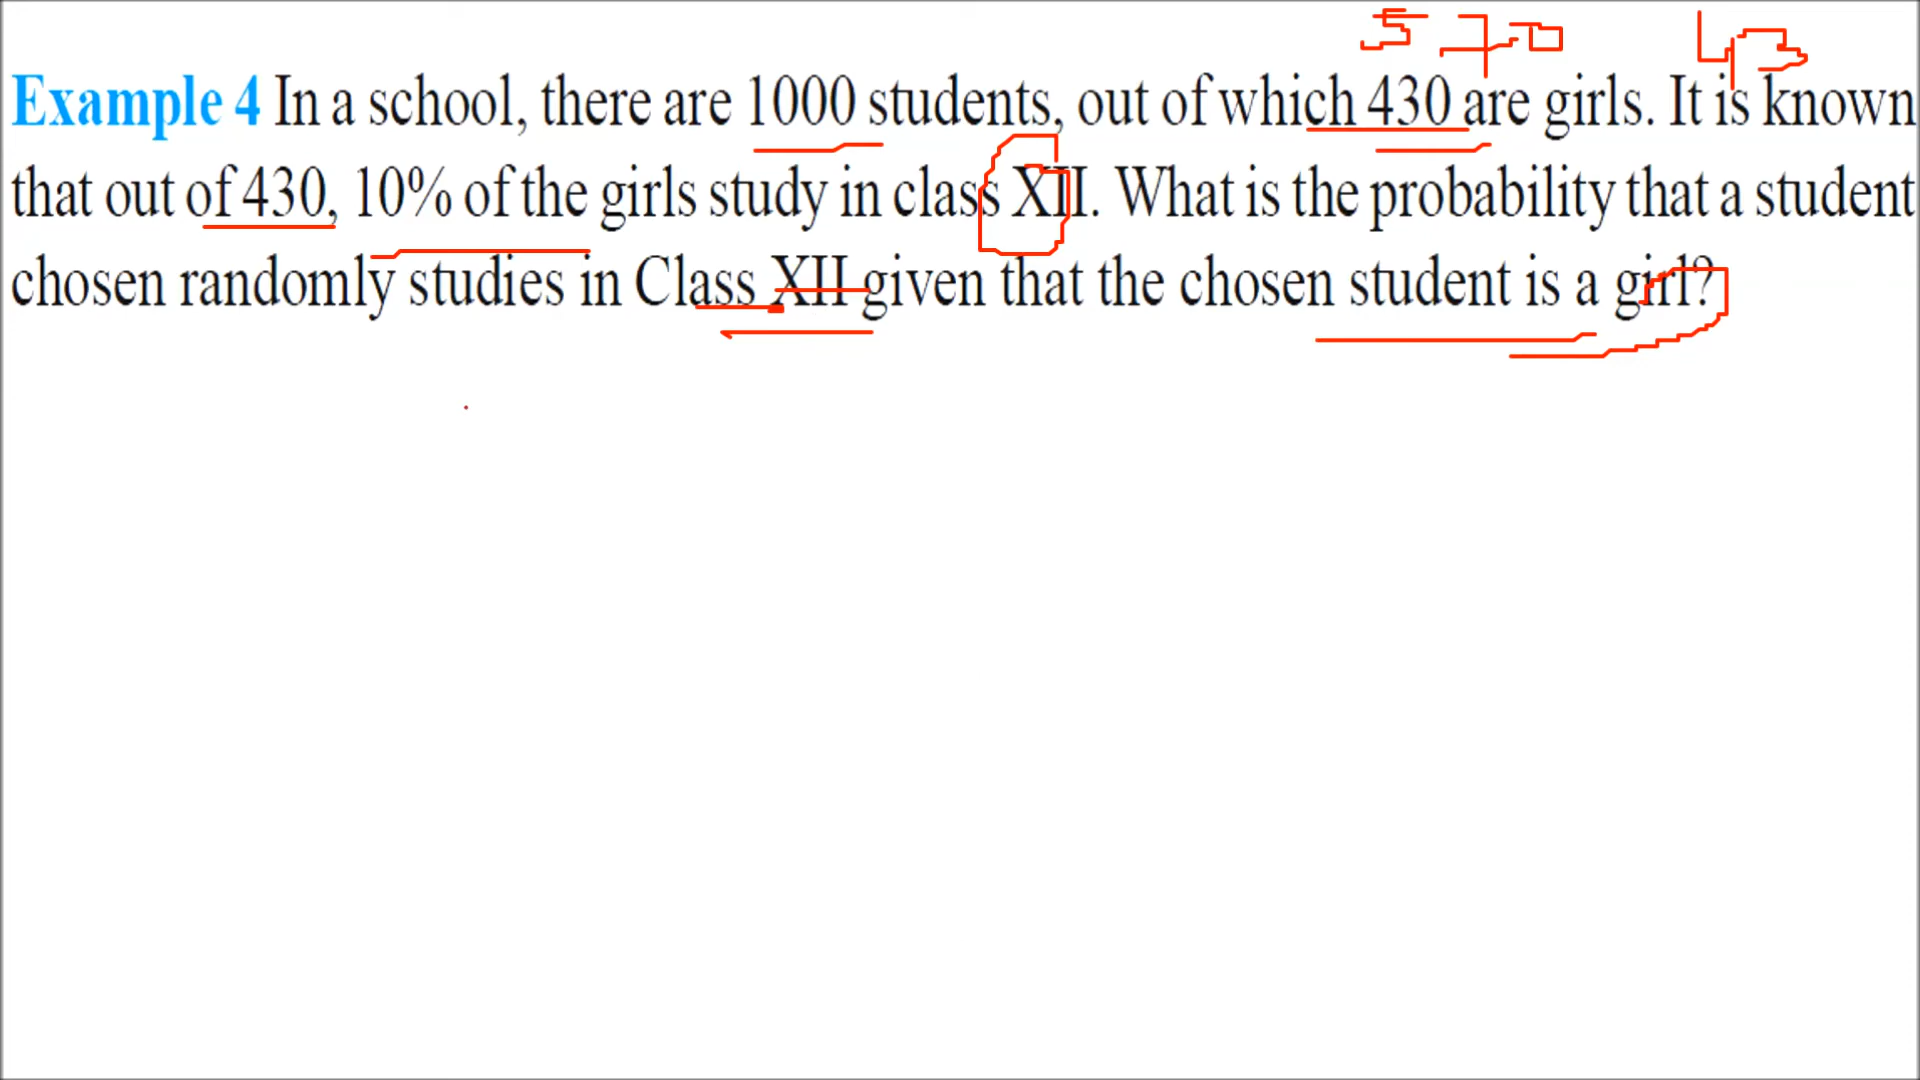 570 43
Example 4 In a school, there are 1000 students, out of which 430 are girls. It is known
that out of 430, 10% of the girls study in class XII. What is the probability that a student
chosen randomly studies in Class XII given that the chosen student is a girl?